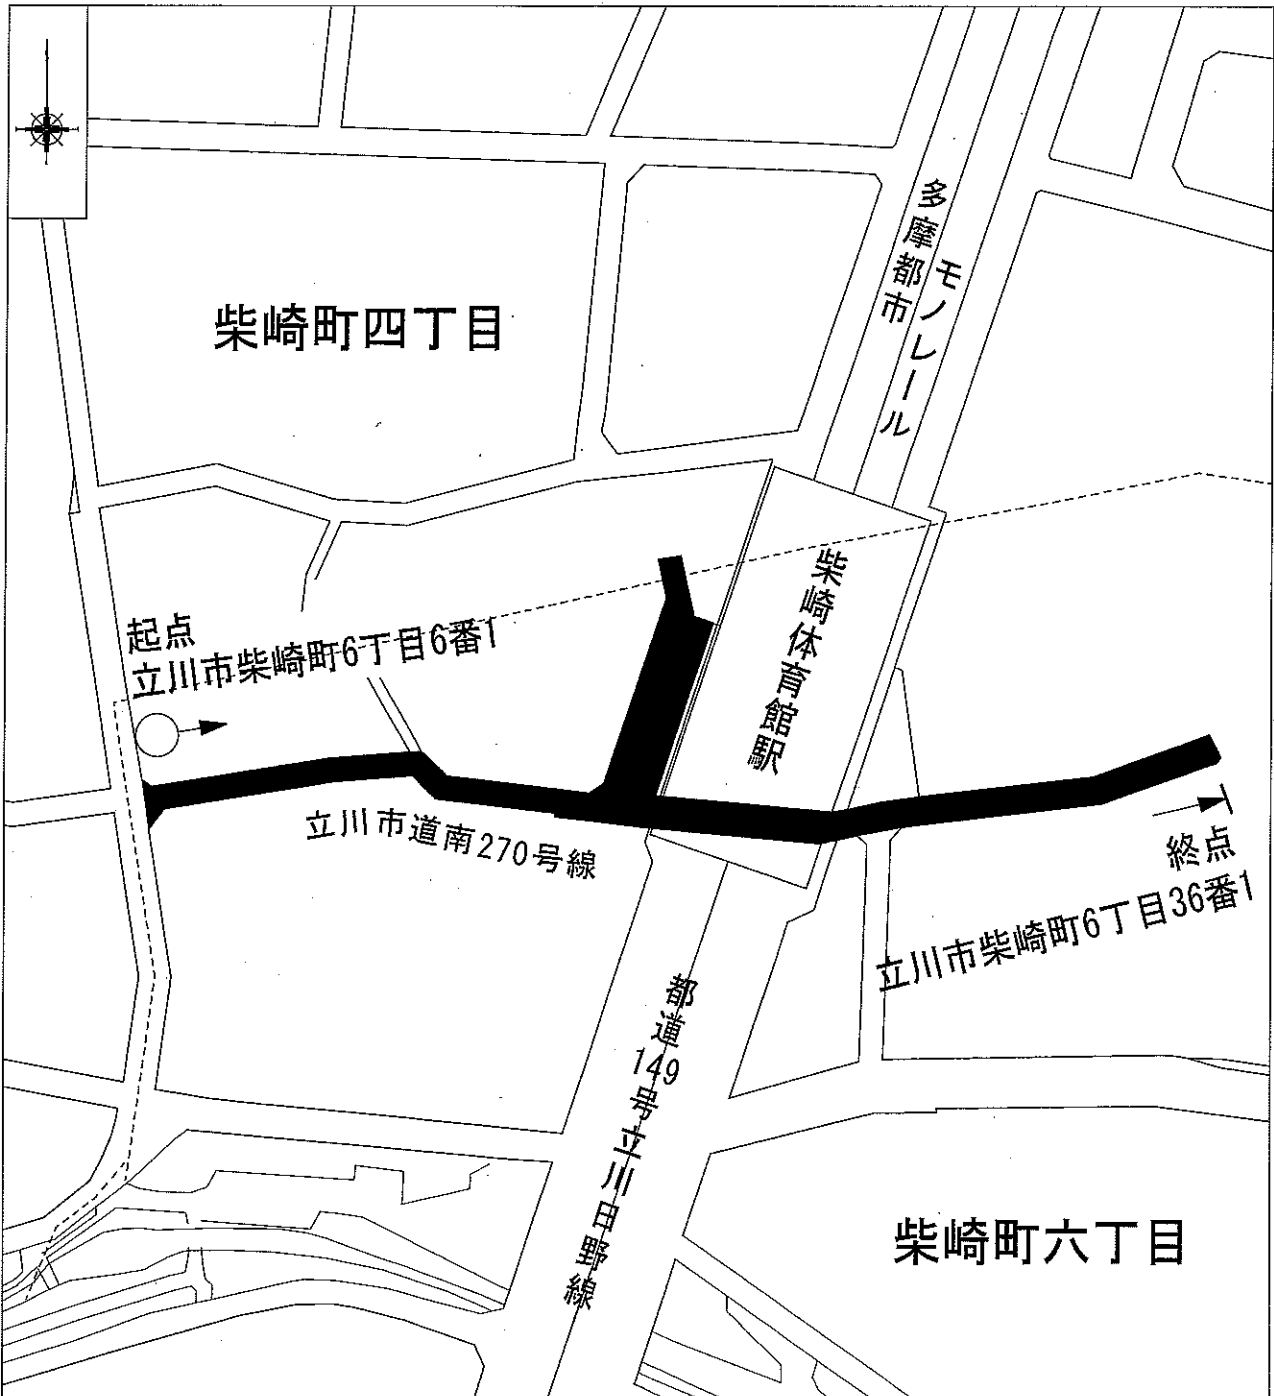 多摩都市
モノレール
柴崎町四丁目
柴崎体育館駅
起点
立川市柴崎町6丁目6番1
立川市道南270号線
終点
立川市柴崎町6丁目36番1
都道149号立川日野線
柴崎町六丁目